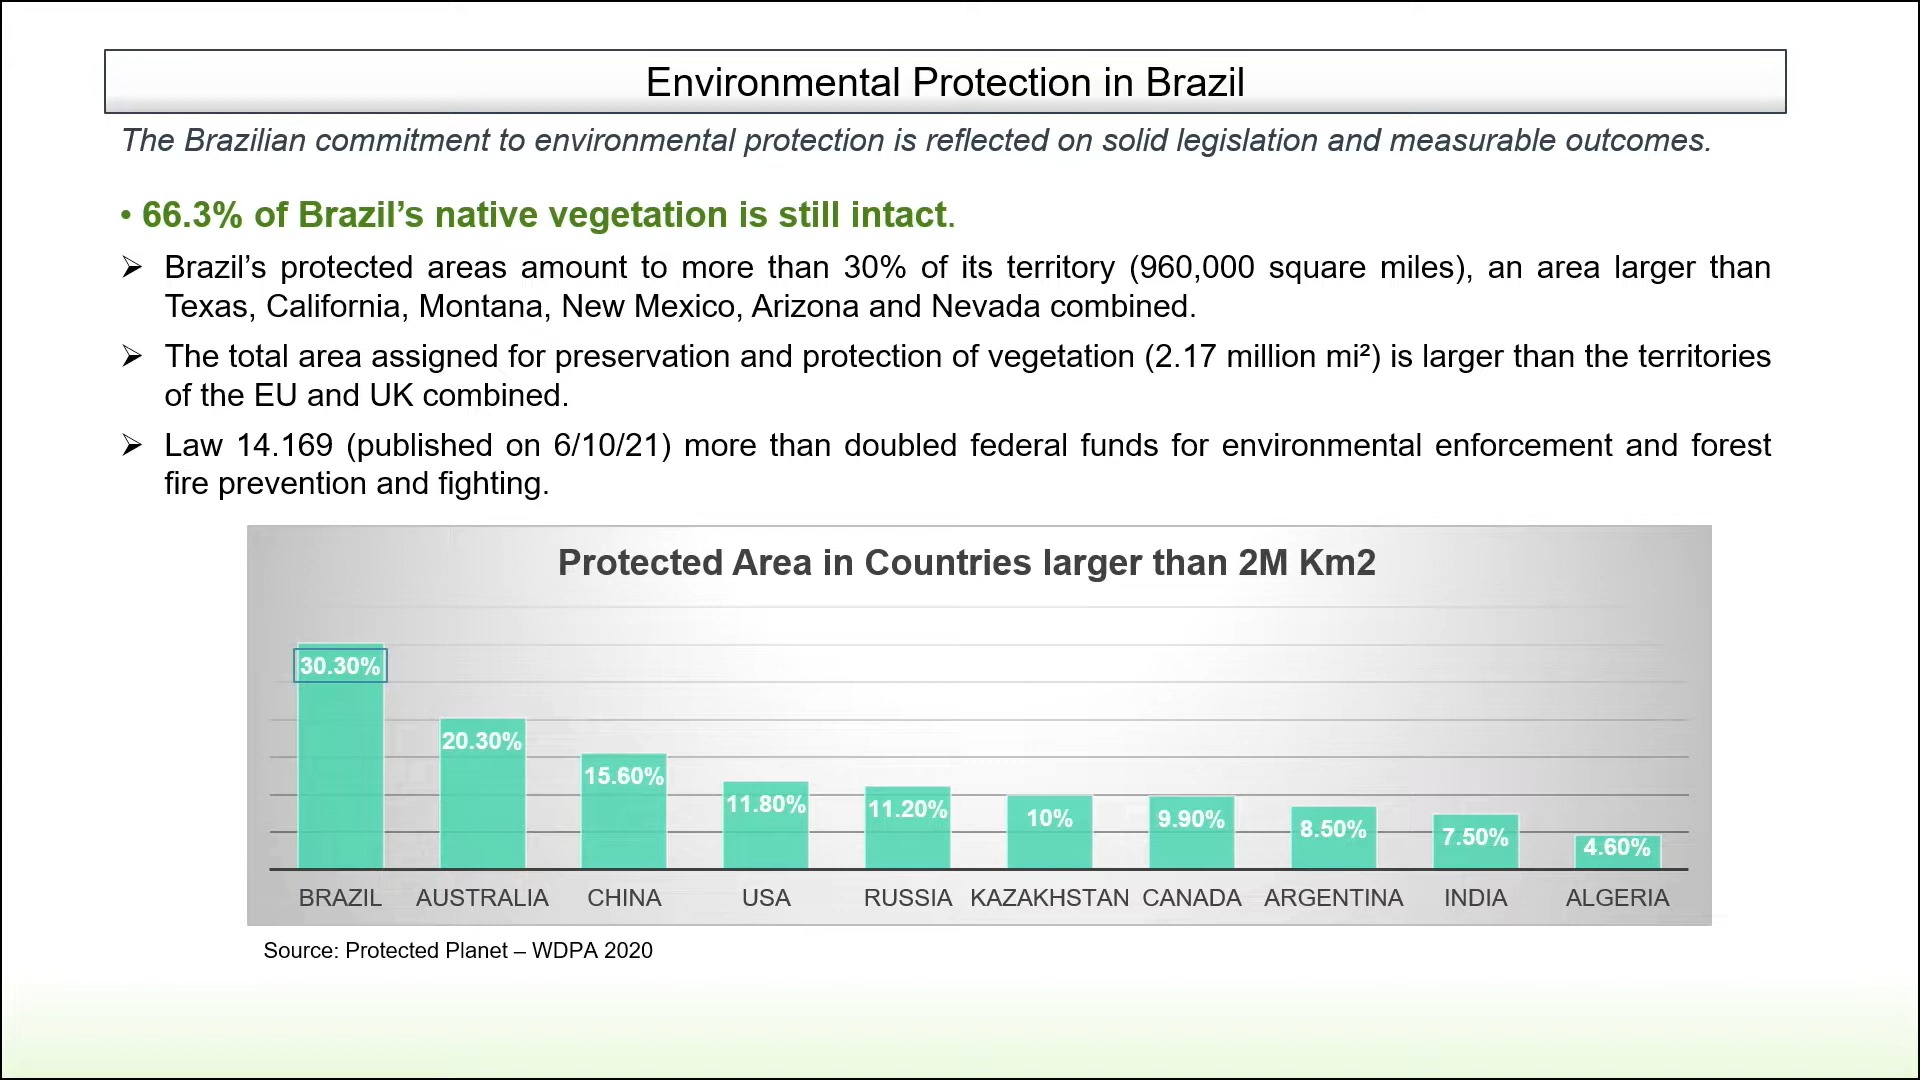 Environmental Protection in Brazil
The Brazilian commitment to environmental protection is reflected on solid legislation and measurable outcomes.
• 66.3% of Brazil’s native vegetation is still intact.
➢ Brazil’s protected areas amount to more than 30% of its territory (960,000 square miles), an area larger than
Texas, California, Montana, New Mexico, Arizona and Nevada combined.
➢ The total area assigned for preservation and protection of vegetation (2.17 million mi²) is larger than the territories
of the EU and UK combined.
➢ Law 14.169 (published on 6/10/21) more than doubled federal funds for environmental enforcement and forest
fire prevention and fighting.
Protected Area in Countries larger than 2M Km2
30.30%
20.30%
15.60%
11.80%
11.20%
10%
9.90%
8.50%
7.50%
4.60%
BRAZIL AUSTRALIA CHINA USA RUSSIA KAZAKHSTAN CANADA ARGENTINA INDIA ALGERIA
Source: Protected Planet – WDPA 2020